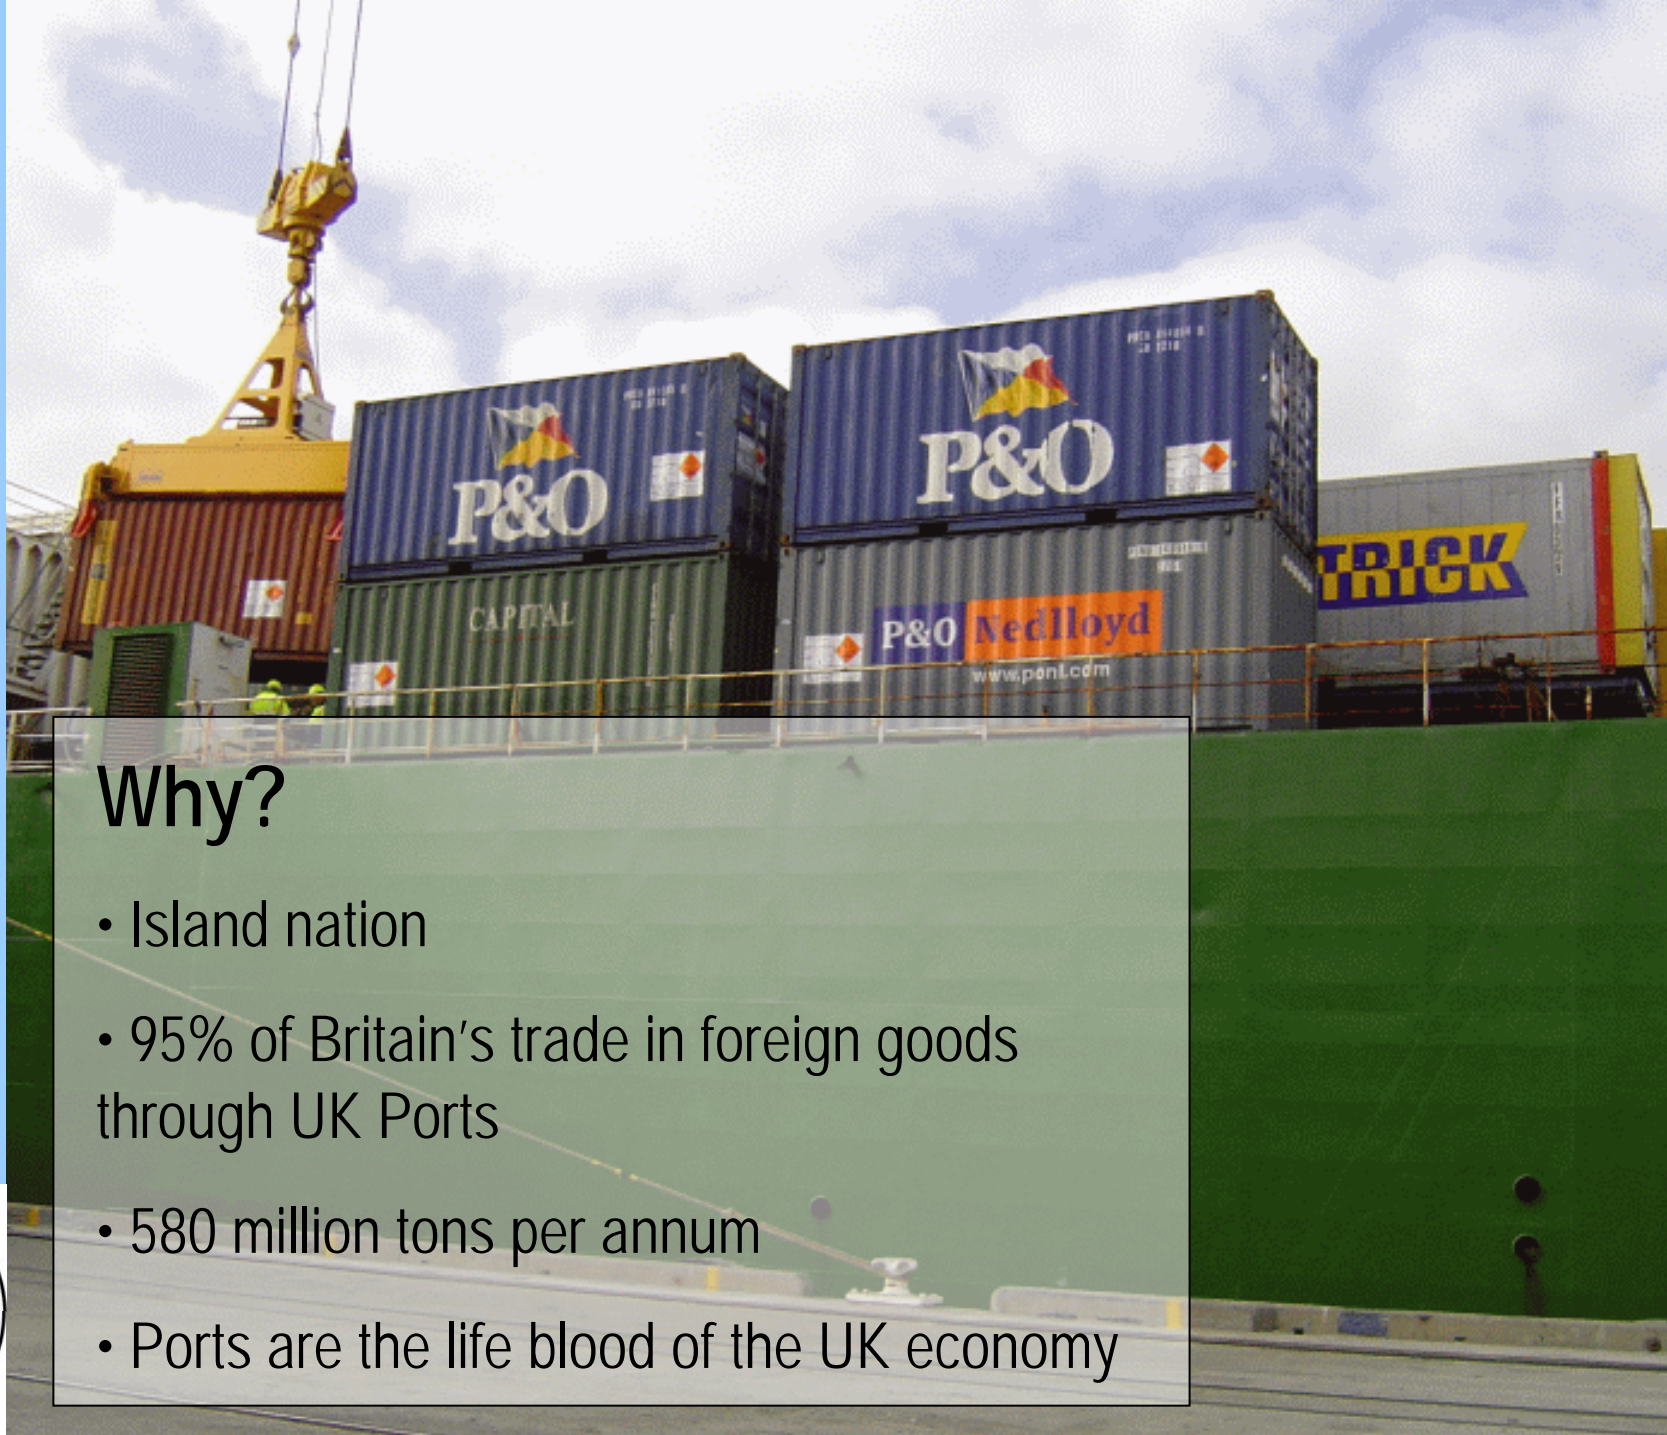 P&O
P&O
TRICK
CAPITAL
P&O Nedlloyd
www.ponl.com
Why?
• Island nation
• 95% of Britain's trade in foreign goods
through UK Ports
• 580 million tons per annum
• Ports are the life blood of the UK economy